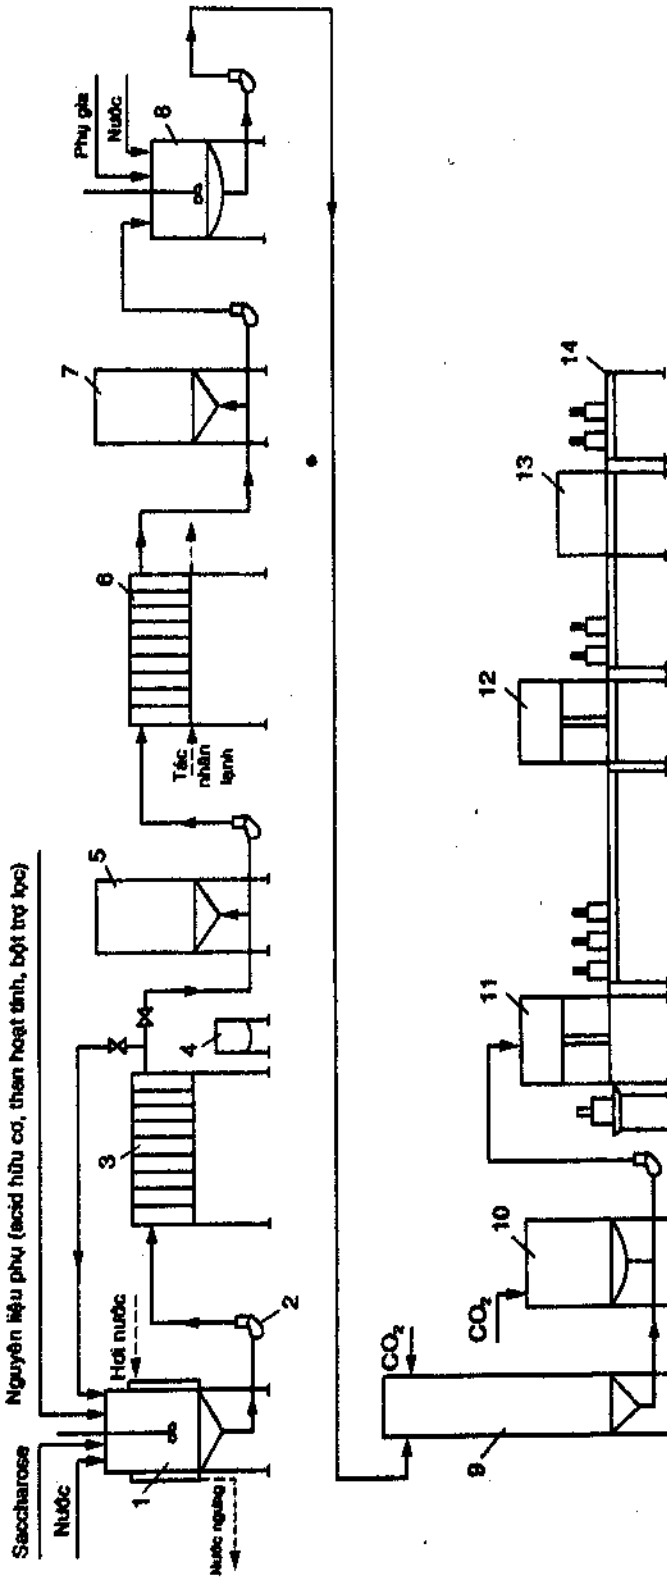 Saccharose
Nguyên liệu phụ (acid hữu cơ, than hoạt tính, bột trợ lọc)
Nước
Hơi nước
1
Nước ngưng
2
3
4
5
Tác
nhân
lạnh
6
7
Phụ gia
Nước
8
CO2
9
CO2
10
11
12
13
14